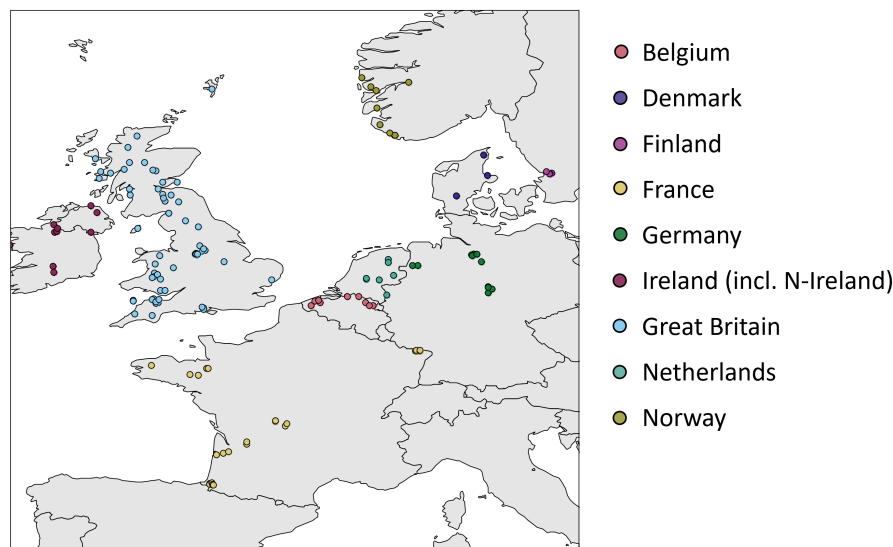 Belgium
Denmark
Finland
France
Germany
Ireland (incl. N-Ireland)
Great Britain
Netherlands
Norway